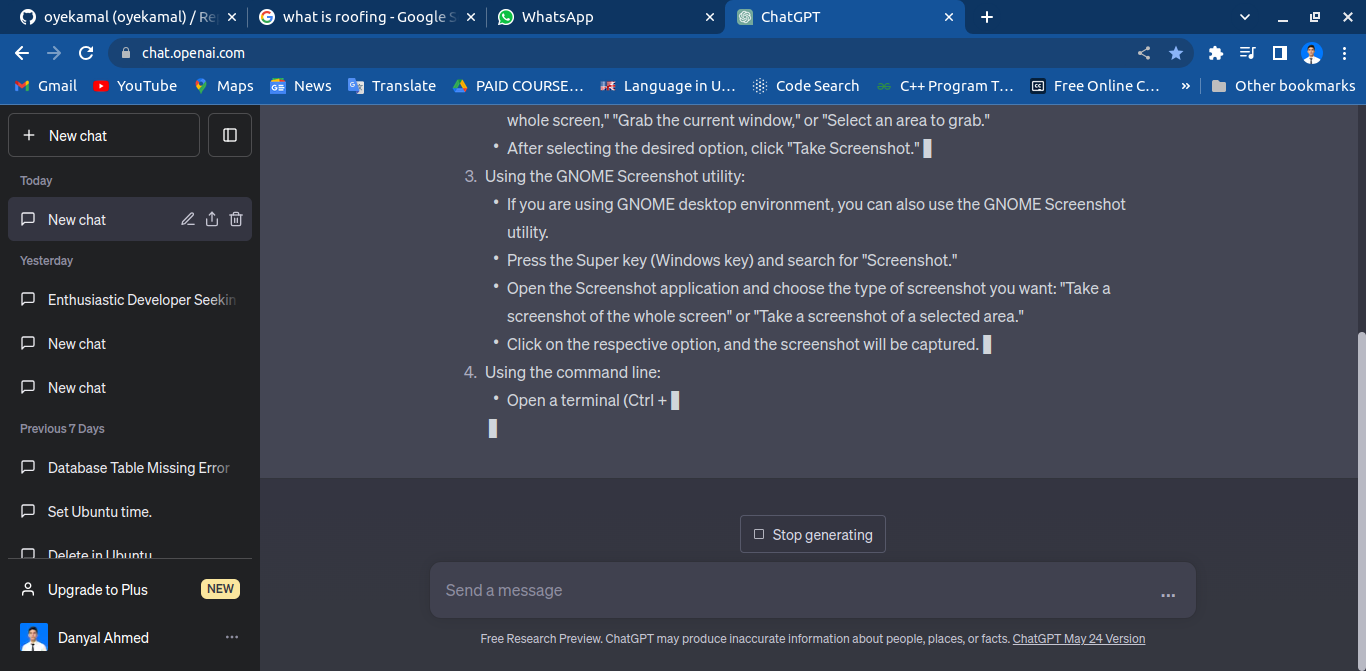 oyekamal (oyekamal) / Re
what is roofing - Google S
WhatsApp
ChatGPT
chat.openai.com
Gmail
YouTube
Maps
News
Translate
PAID COURSE...
Language in U...
Code Search
C++ Program T...
Free Online C...
»
Other bookmarks
New chat
Today
New chat
Yesterday
Enthusiastic Developer Seekin
New chat
New chat
Previous 7 Days
Database Table Missing Error
Set Ubuntu time.
Delete in Ubuntu
Upgrade to Plus
NEW
Danyal Ahmed
whole screen," "Grab the current window," or "Select an area to grab."
• After selecting the desired option, click "Take Screenshot."
3. Using the GNOME Screenshot utility:
• If you are using GNOME desktop environment, you can also use the GNOME Screenshot
utility.
• Press the Super key (Windows key) and search for "Screenshot."
• Open the Screenshot application and choose the type of screenshot you want: "Take a
screenshot of the whole screen" or "Take a screenshot of a selected area."
• Click on the respective option, and the screenshot will be captured.
4. Using the command line:
• Open a terminal (Ctrl +
Stop generating
Send a message
Free Research Preview. ChatGPT may produce inaccurate information about people, places, or facts. ChatGPT May 24 Version